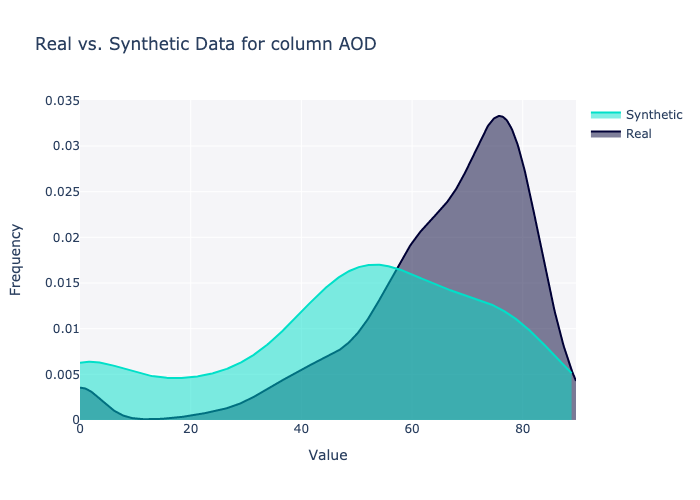 Real vs. Synthetic Data for column AOD
0.035
0.03
0.025
0.02
0.015
0.01
0.005
0
0
20
40
60
80
Value
Frequency
Synthetic
Real